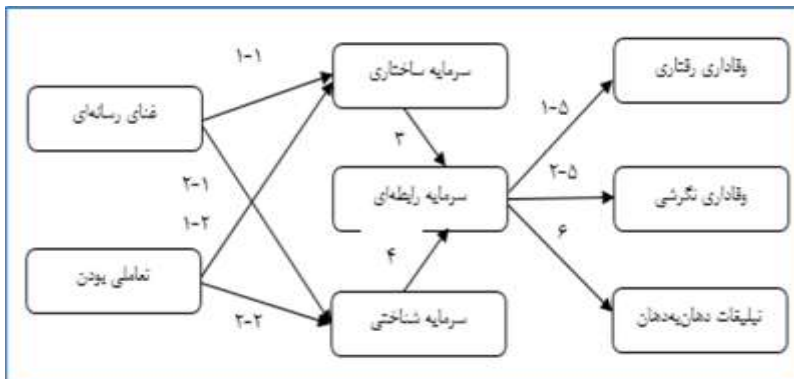 سرمایه ساختاری
وفاداری رفتاری
۱-۱
غنای رسانه‌ای
۱-۵
۳
۲-۱
سرمایه رابطه‌ای
۲-۵
وفاداری نگرشی
۱-۲
۴
۶
تعاملی بودن
۲-۲
سرمایه شناختی
تبلیغات دهان‌به‌دهان